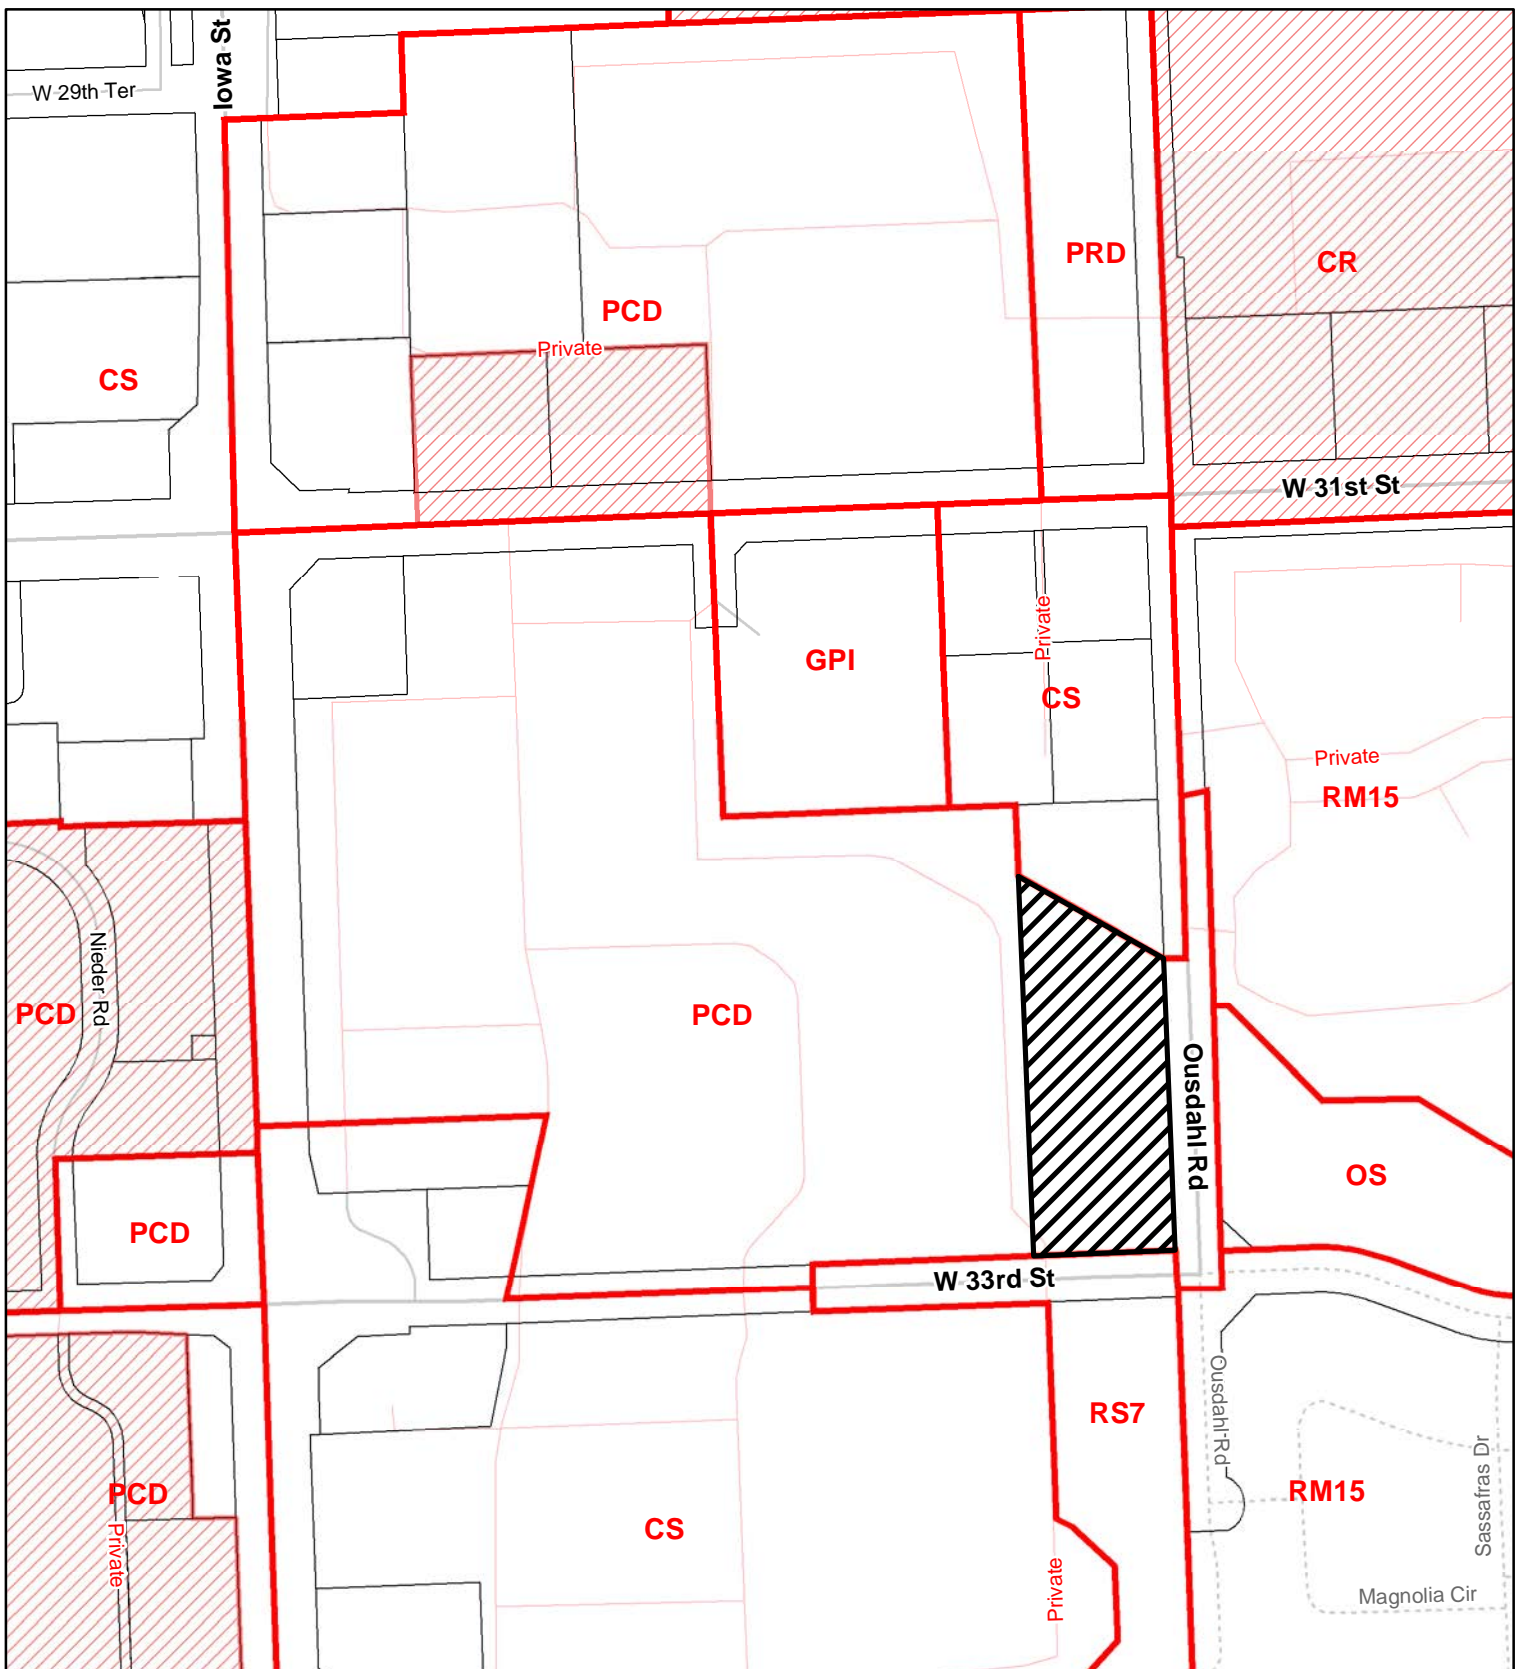 Iowa St
W 29th Ter
PRD
CR
PCD
Private
CS
W 31st St
Private
GPI
CS
Private
RM15
Nieder Rd
PCD
PCD
Ousdahl Rd
OS
PCD
W 33rd St
Ousdahl Rd
RS7
Sassafras Dr
RM15
PCD
CS
Private
Private
Magnolia Cir